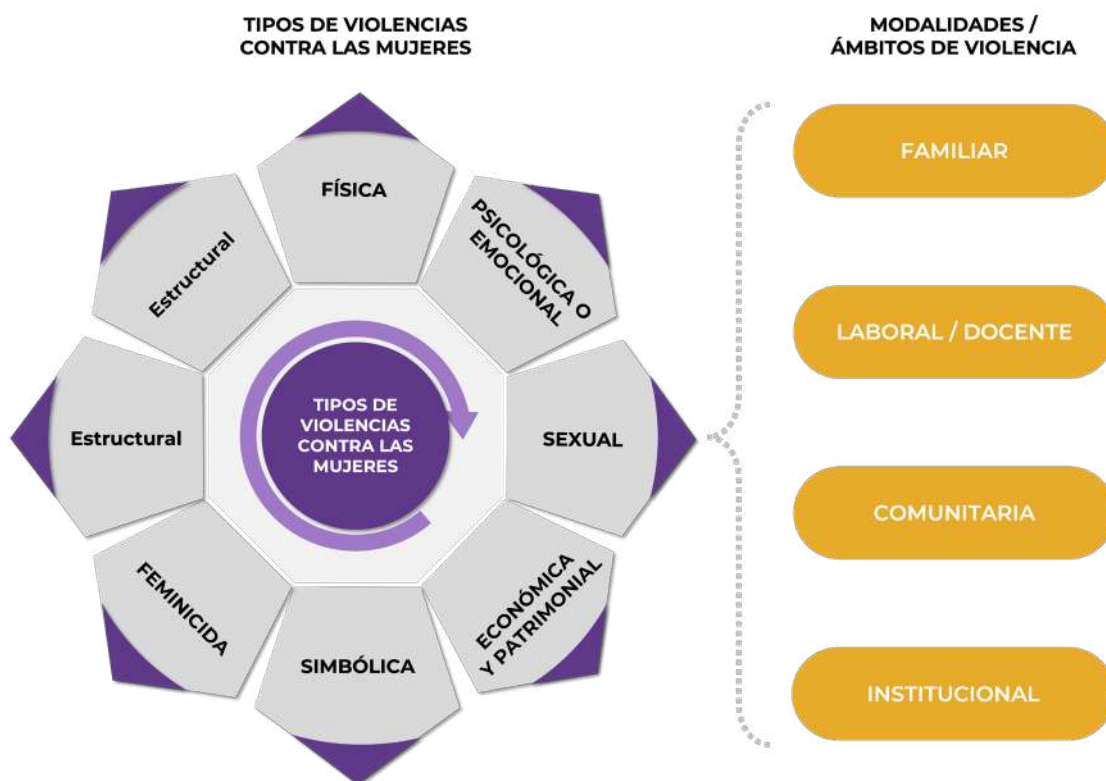 TIPOS DE VIOLENCIAS
CONTRA LAS MUJERES
MODALIDADES /
ÁMBITOS DE VIOLENCIA
FÍSICA
PSICOLÓGICA O
EMOCIONAL
SEXUAL
ECONÓMICA
Y PATRIMONIAL
SIMBÓLICA
FEMINICIDA
Estructural
Estructural
TIPOS DE
VIOLENCIAS
CONTRA LAS
MUJERES
FAMILIAR
LABORAL / DOCENTE
COMUNITARIA
INSTITUCIONAL